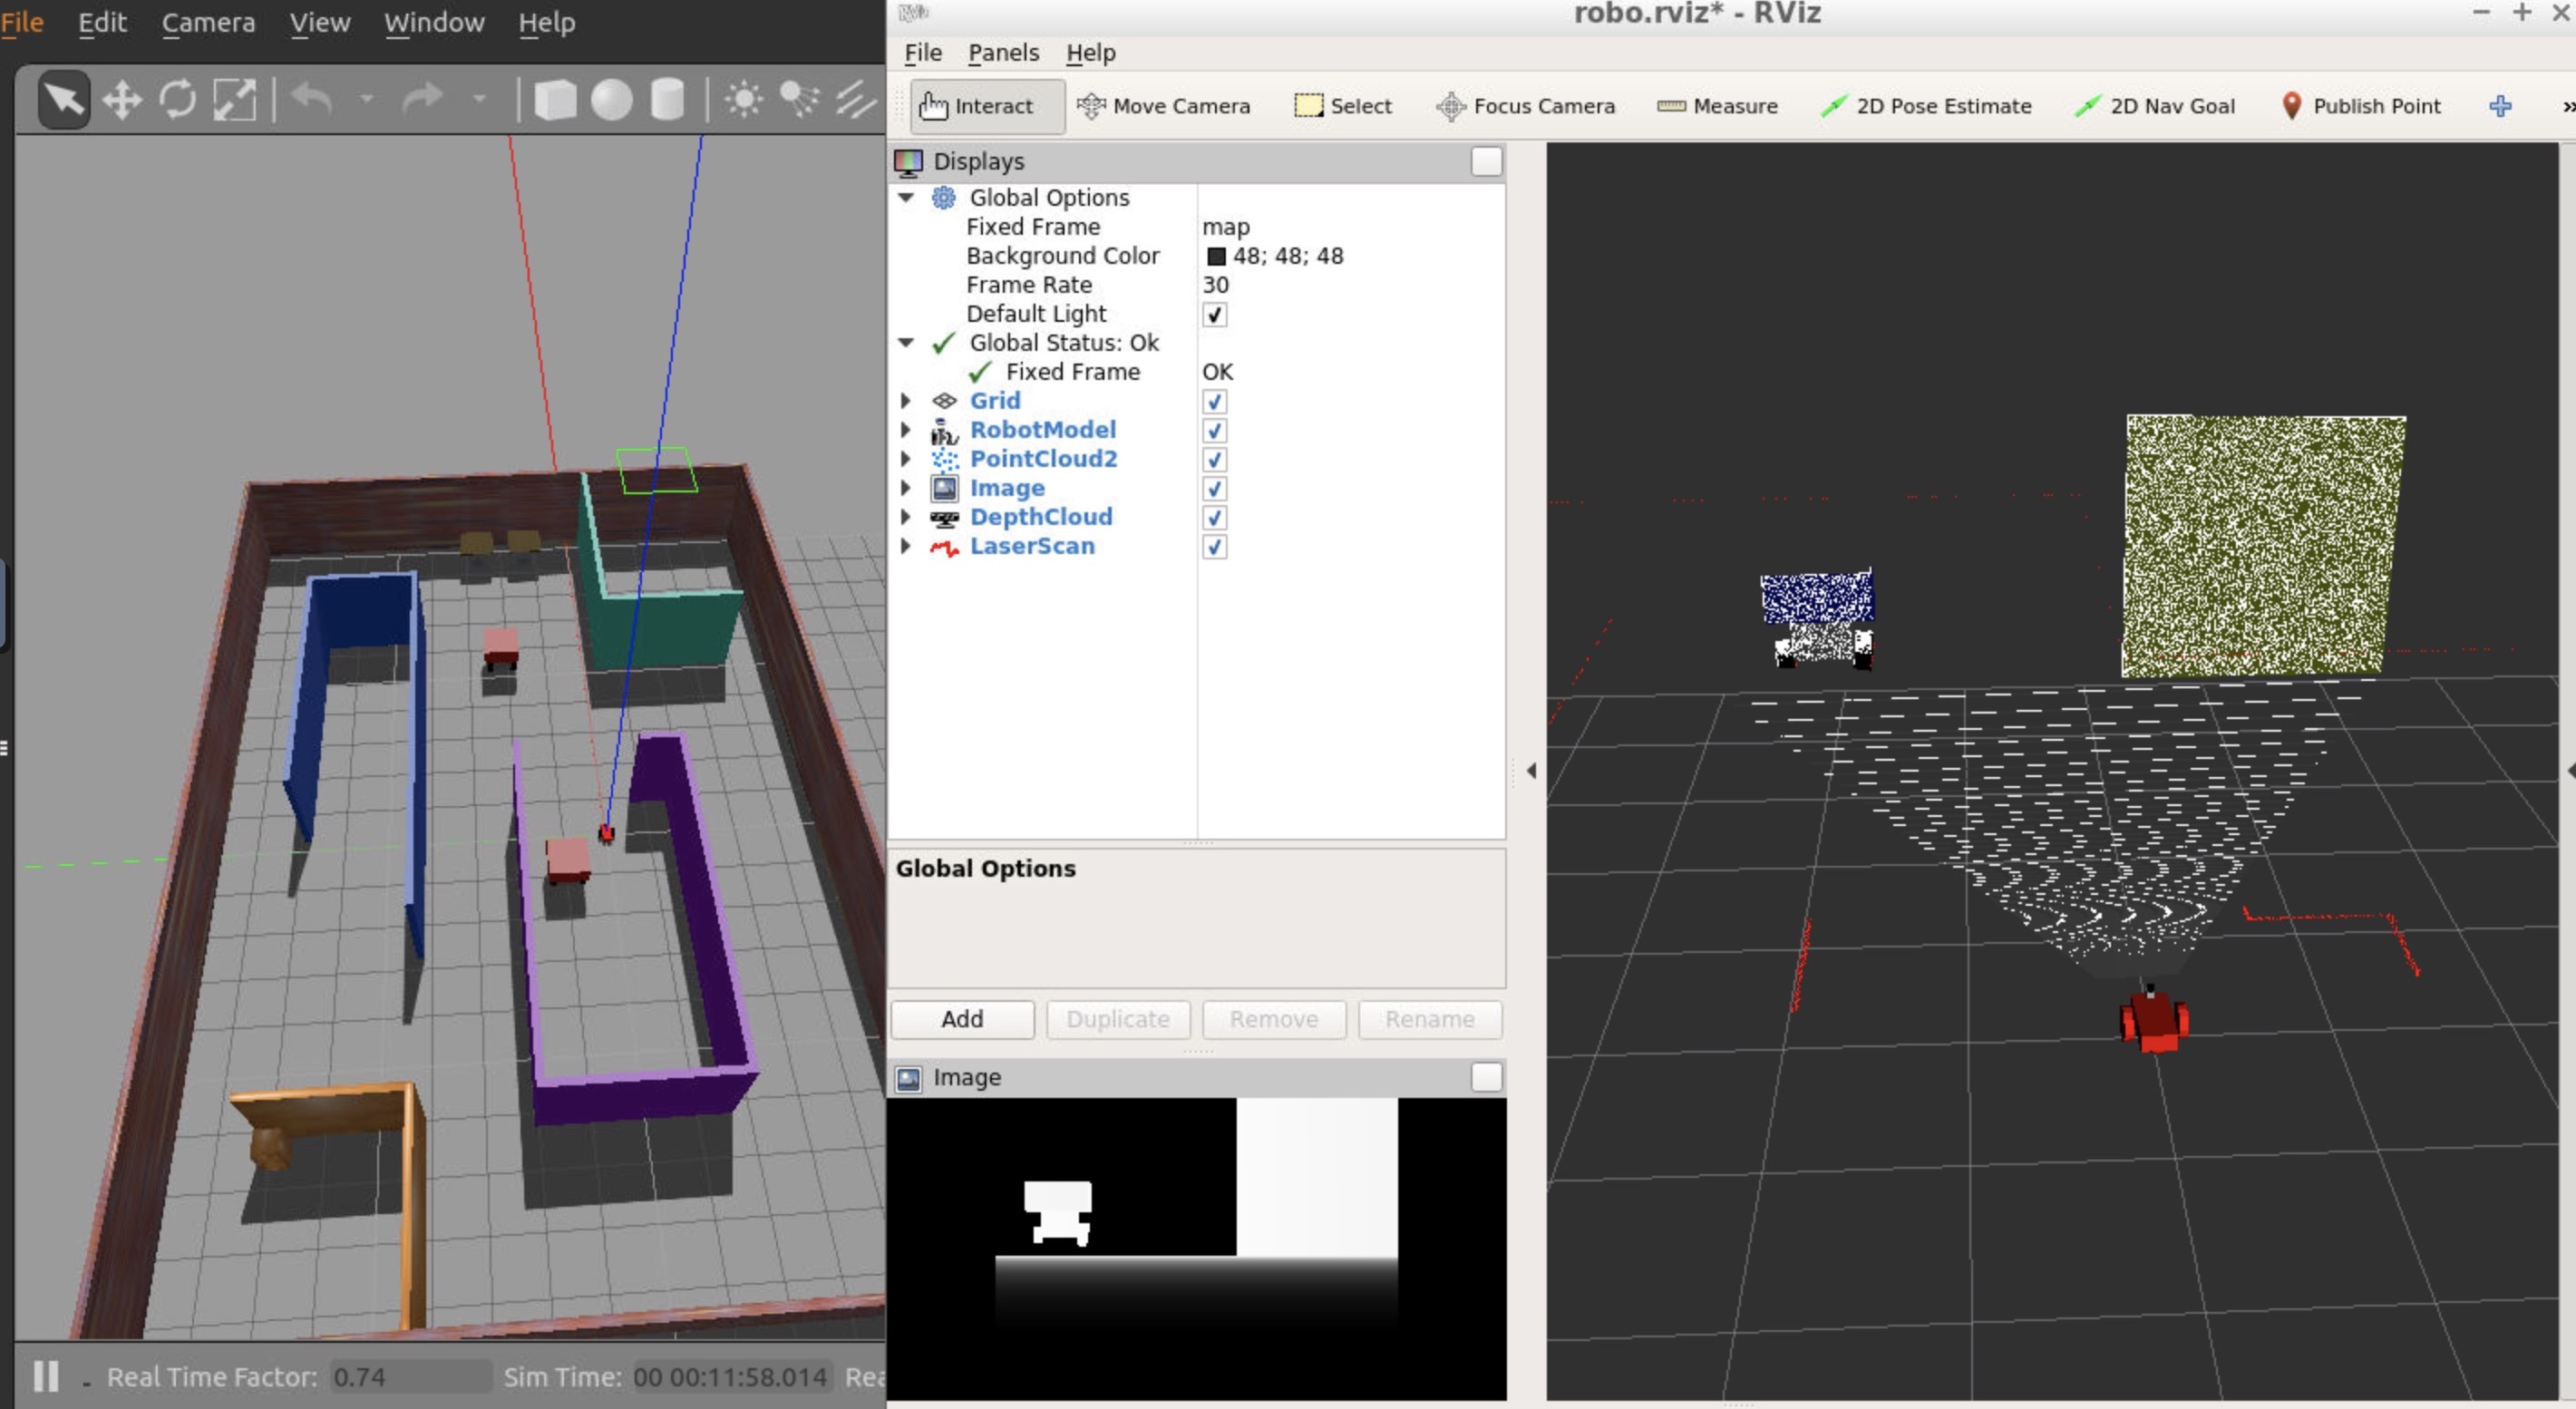 File Edit Camera View Window Help
Real Time Factor: 0.74 Sim Time: 00 00:11:58.014
robo.rviz* - RViz
File Panels Help
Interact Move Camera Select Focus Camera Measure 2D Pose Estimate 2D Nav Goal Publish Point
Displays
Global Options
Fixed Frame map
Background Color 48; 48; 48
Frame Rate 30
Default Light
Global Status: Ok
Fixed Frame OK
Grid
RobotModel
PointCloud2
Image
DepthCloud
LaserScan
Global Options
Add Duplicate Remove Rename
Image